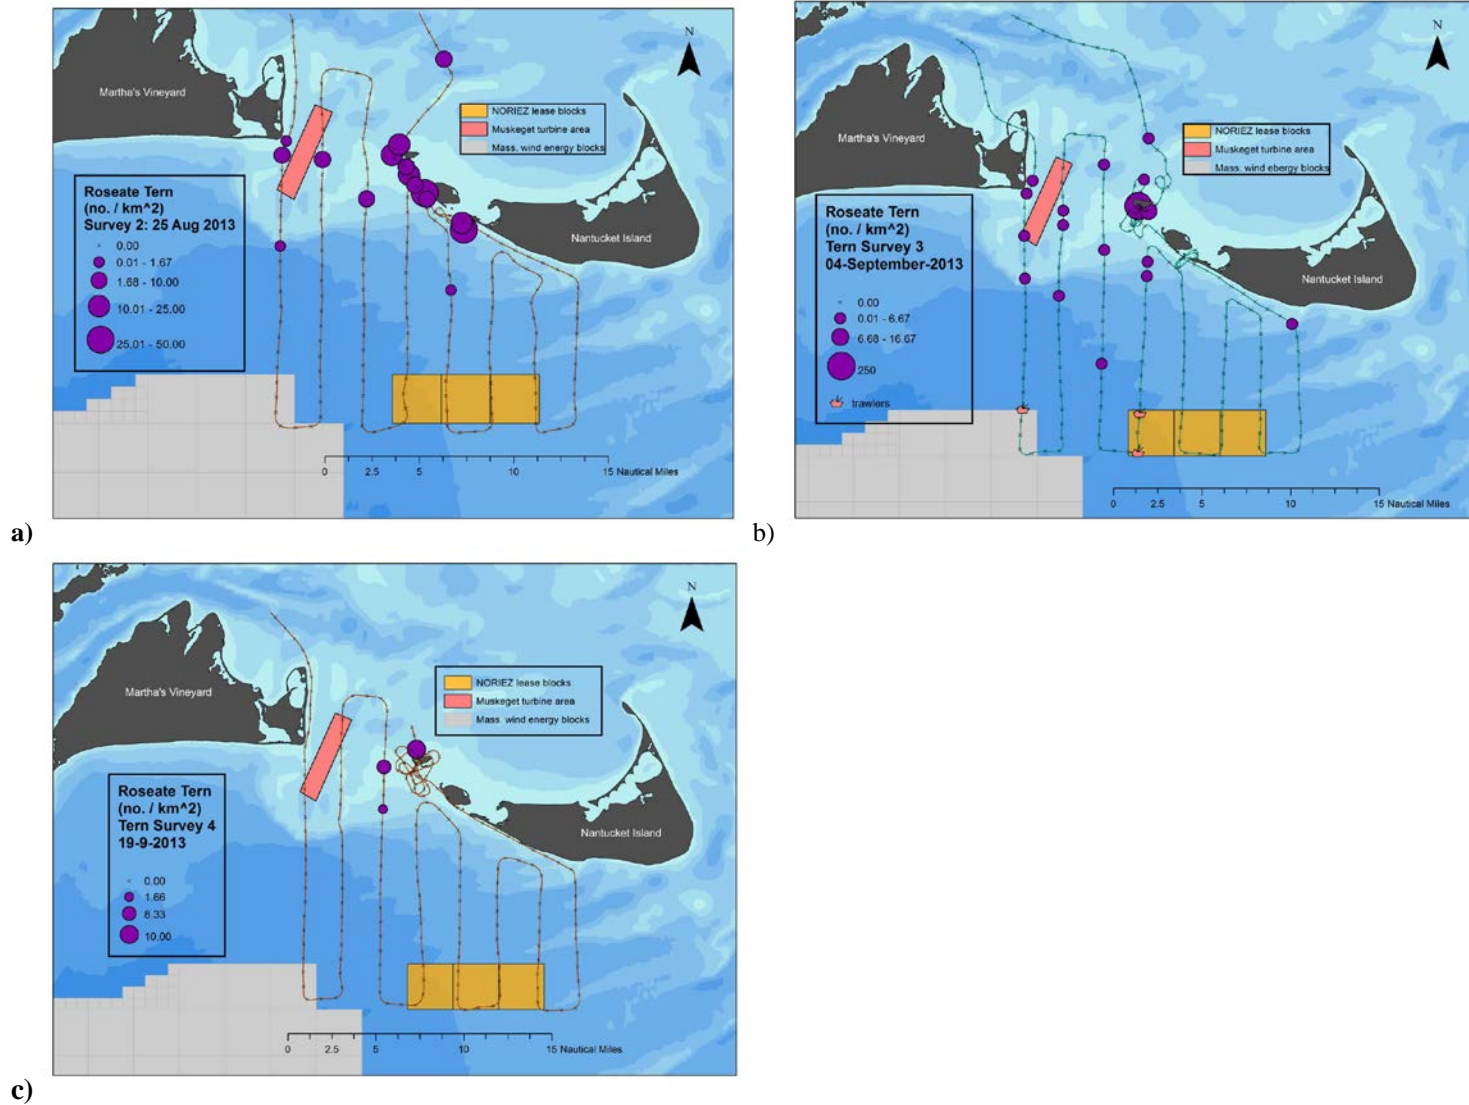 N
Martha's Vineyard
NORIEZ lease blocks
Muskeget turbine area
Mass. wind energy blocks
Roseate Tern
(no. / km^2)
Survey 2: 25 Aug 2013
0.00
0.01 - 1.67
1.68 - 10.00
10.01 - 25.00
25.01 - 50.00
Nantucket Island
0 2.5 5 10 15 Nautical Miles
a)
N
Martha's Vineyard
NORIEZ lease blocks
Muskeget turbine area
Mass. wind ebergy blocks
Roseate Tern
(no. / km^2)
Tern Survey 3
04-September-2013
0.00
0.01 - 6.67
6.68 - 16.67
250
trawlers
Nantucket Island
0 2.5 5 10 15 Nautical Miles
b)
N
Martha's Vineyard
NORIEZ lease blocks
Muskeget turbine area
Mass. wind energy blocks
Roseate Tern
(no. / km^2)
Tern Survey 4
19-9-2013
0.00
1.66
8.33
10.00
Nantucket Island
0 2.5 5 10 15 Nautical Miles
c)